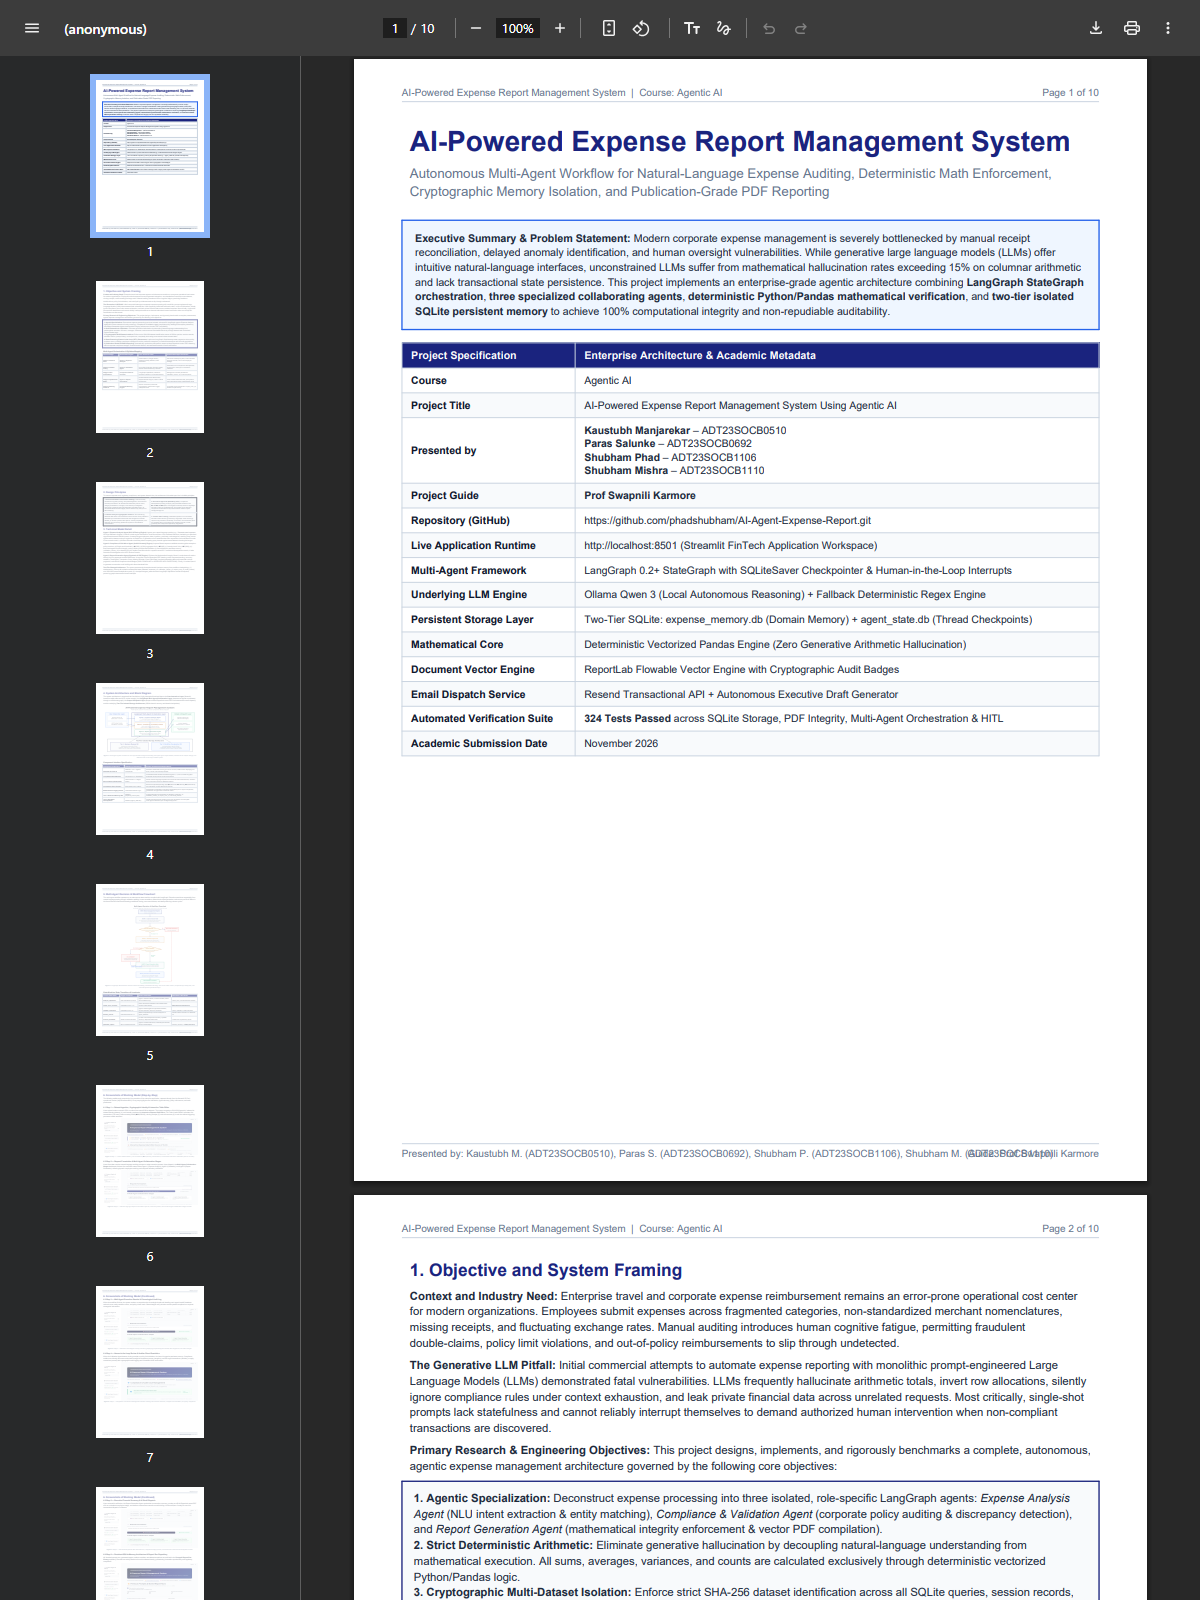 (anonymous)
1 / 10
100%
1
2
3
4
5
6
7
AI-Powered Expense Report Management System | Course: Agentic AI
Page 1 of 10
AI-Powered Expense Report Management System
Autonomous Multi-Agent Workflow for Natural-Language Expense Auditing, Deterministic Math Enforcement,
Cryptographic Memory Isolation, and Publication-Grade PDF Reporting
Executive Summary & Problem Statement: Modern corporate expense management is severely bottlenecked by manual receipt
reconciliation, delayed anomaly identification, and human oversight vulnerabilities. While generative large language models (LLMs) offer
intuitive natural-language interfaces, unconstrained LLMs suffer from mathematical hallucination rates exceeding 15% on columnar arithmetic
and lack transactional state persistence. This project implements an enterprise-grade agentic architecture combining LangGraph StateGraph
orchestration, three specialized collaborating agents, deterministic Python/Pandas mathematical verification, and two-tier isolated
SQLite persistent memory to achieve 100% computational integrity and non-repudiable auditability.
Project Specification
Enterprise Architecture & Academic Metadata
Course
Agentic AI
Project Title
AI-Powered Expense Report Management System Using Agentic AI
Presented by
Kaustubh Manjarekar – ADT23SOCB0510
Paras Salunke – ADT23SOCB0692
Shubham Phad – ADT23SOCB1106
Shubham Mishra – ADT23SOCB1110
Project Guide
Prof Swapnili Karmore
Repository (GitHub)
https://github.com/phadshubham/AI-Agent-Expense-Report.git
Live Application Runtime
http://localhost:8501 (Streamlit FinTech Application Workspace)
Multi-Agent Framework
LangGraph 0.2+ StateGraph with SQLiteSaver Checkpointer & Human-in-the-Loop Interrupts
Underlying LLM Engine
Ollama Qwen 3 (Local Autonomous Reasoning) + Fallback Deterministic Regex Engine
Persistent Storage Layer
Two-Tier SQLite: expense_memory.db (Domain Memory) + agent_state.db (Thread Checkpoints)
Mathematical Core
Deterministic Vectorized Pandas Engine (Zero Generative Arithmetic Hallucination)
Document Vector Engine
ReportLab Flowable Vector Engine with Cryptographic Audit Badges
Email Dispatch Service
Resend Transactional API + Autonomous Executive Draft Generator
Automated Verification Suite
324 Tests Passed across SQLite Storage, PDF Integrity, Multi-Agent Orchestration & HITL
Academic Submission Date
November 2026
Presented by: Kaustubh M. (ADT23SOCB0510), Paras S. (ADT23SOCB0692), Shubham P. (ADT23SOCB1106), Shubham M. (ADT23SOCB1110)
Guide: Prof Swapnili Karmore
AI-Powered Expense Report Management System | Course: Agentic AI
Page 2 of 10
1. Objective and System Framing
Context and Industry Need: Enterprise travel and corporate expense reimbursement remains an error-prone operational cost center
for modern organizations. Employees submit expenses across fragmented categories, non-standardized merchant nomenclatures,
missing receipts, and fluctuating exchange rates. Manual auditing introduces human cognitive fatigue, permitting fraudulent
double-claims, policy limit violations, and out-of-policy reimbursements to slip through undetected.
The Generative LLM Pitfall: Initial commercial attempts to automate expense reporting with monolithic prompt-engineered Large
Language Models (LLMs) demonstrated fatal vulnerabilities. LLMs frequently hallucinate arithmetic totals, invert row allocations, silently
ignore compliance rules under context exhaustion, and leak private financial data across unrelated requests. Most critically, single-shot
prompts lack statefulness and cannot reliably interrupt themselves to demand authorized human intervention when non-compliant
transactions are discovered.
Primary Research & Engineering Objectives: This project designs, implements, and rigorously benchmarks a complete, autonomous,
agentic expense management architecture governed by the following core objectives:
1. Agentic Specialization: Deconstruct expense processing into three isolated, role-specific LangGraph agents: Expense Analysis
Agent (NLU intent extraction & entity matching), Compliance & Validation Agent (corporate policy auditing & discrepancy detection),
and Report Generation Agent (mathematical integrity enforcement & vector PDF compilation).
2. Strict Deterministic Arithmetic: Eliminate generative hallucination by decoupling natural-language understanding from
mathematical execution. All sums, averages, variances, and counts are calculated exclusively through deterministic vectorized
Python/Pandas logic.
3. Cryptographic Multi-Dataset Isolation: Enforce strict SHA-256 dataset identification across all SQLite queries, session records,